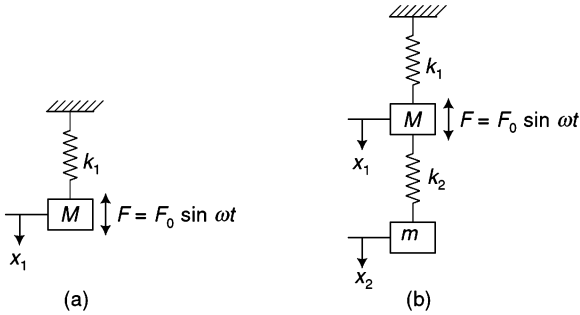 k₁
M F = F₀ sin ωt
x₁
(a)
k₁
M F = F₀ sin ωt
x₁
k₂
m
x₂
(b)